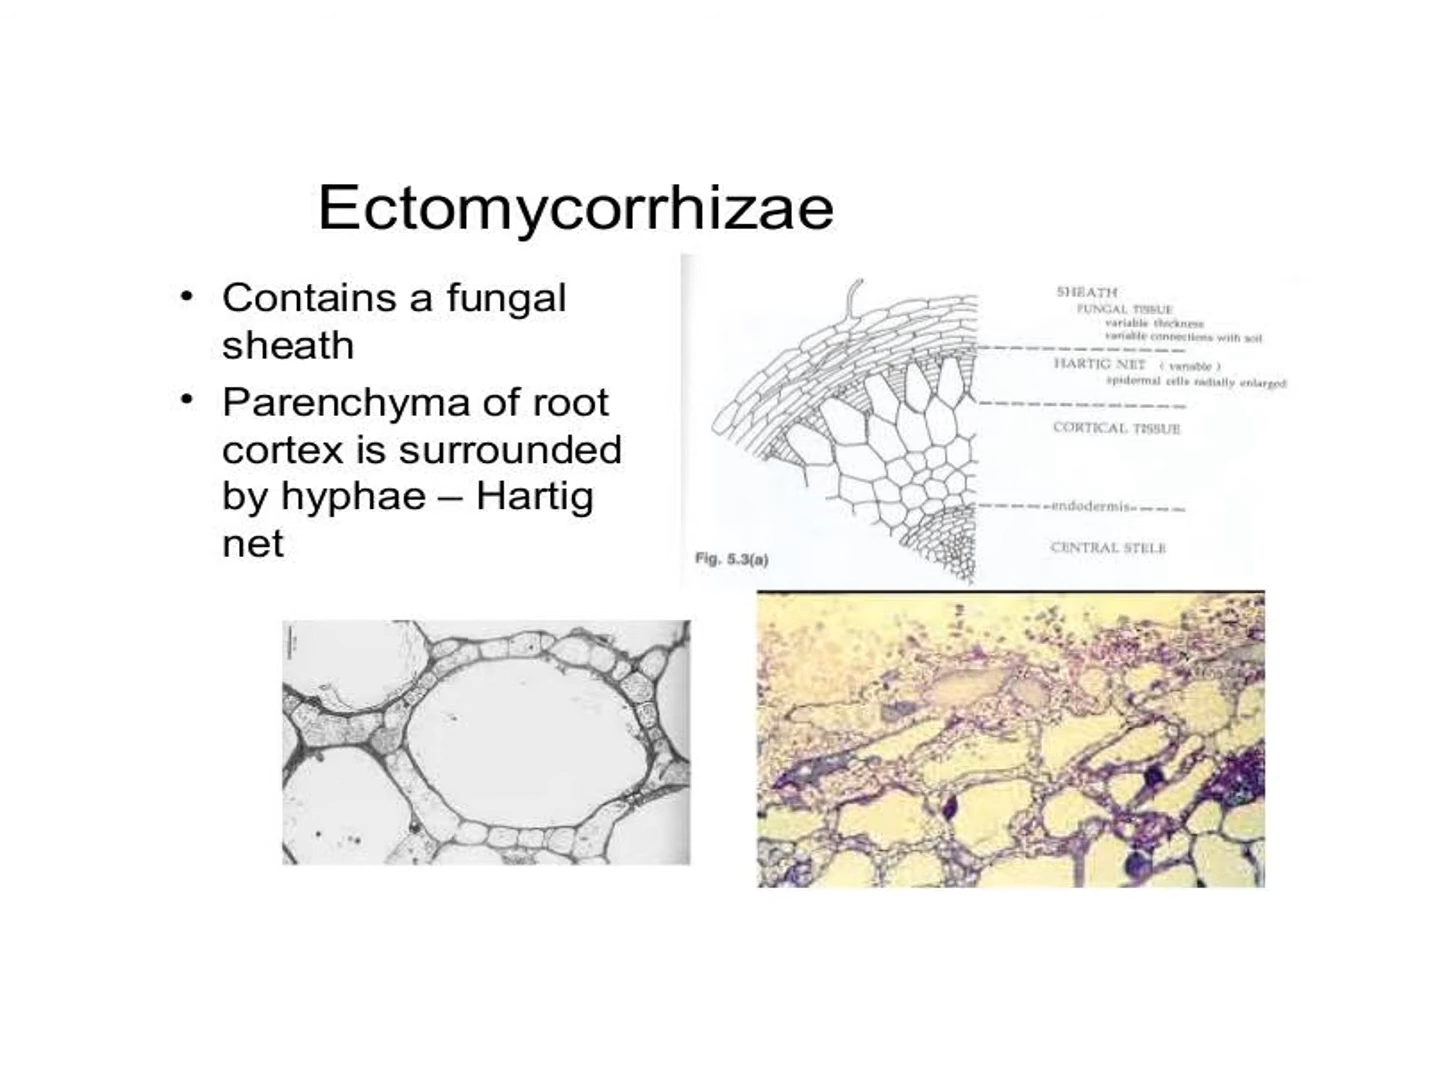 Ectomycorrhizae
• Contains a fungal
sheath
• Parenchyma of root
cortex is surrounded
by hyphae – Hartig
net
SHEATH
FUNGAL TISSUE
variable thickness
variable connections with soil
HARTIG NET ( variable )
epidermal cells radially enlarged
CORTICAL TISSUE
endodermis
CENTRAL STELE
Fig. 5.3(a)